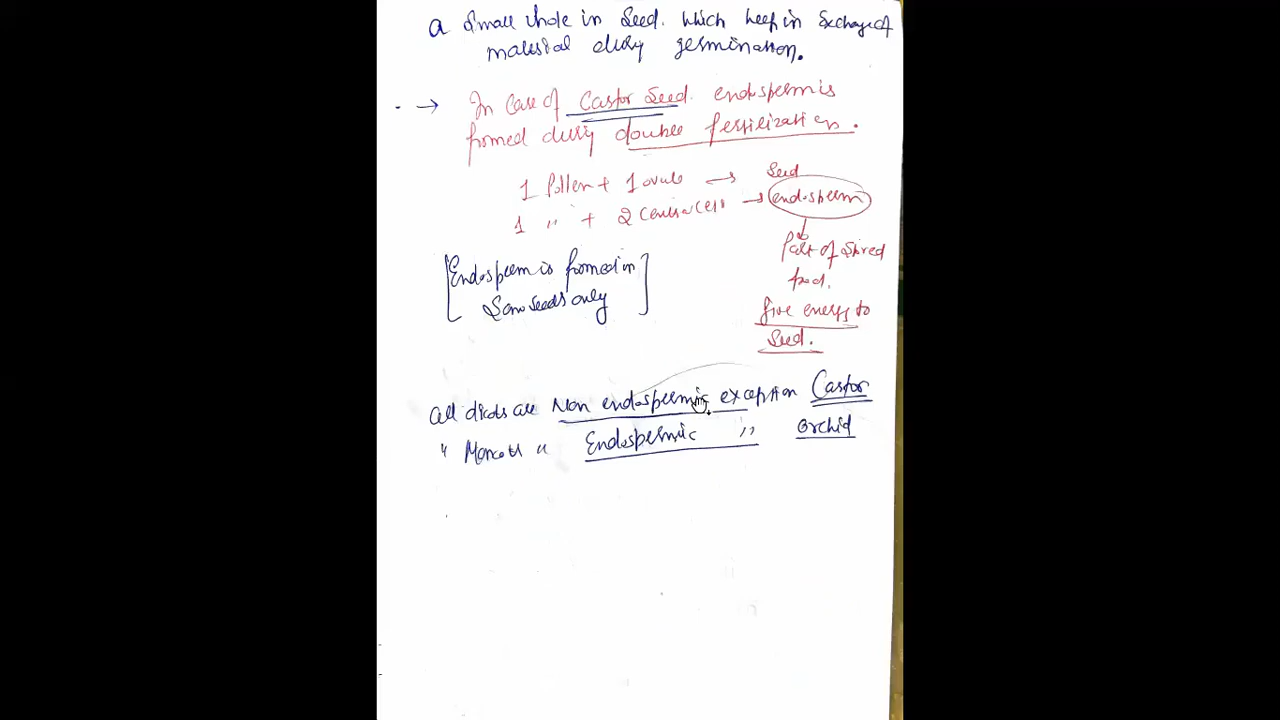 a small hole in Seed. which keep in Exchange of
material during germination.
→ In Case of Castor Seed. endosperm is
formed during double fertilization.
1 Pollen + 1 ovule → Seed
1 " + 2 Central Cell → endosperm
Part of Stored
food.
Give energy to
Seed.
[Endosperm is formed in
Some Seeds only]
All dicots are Non endospermic exception Castor
" Monocots " Endospermic " orchid